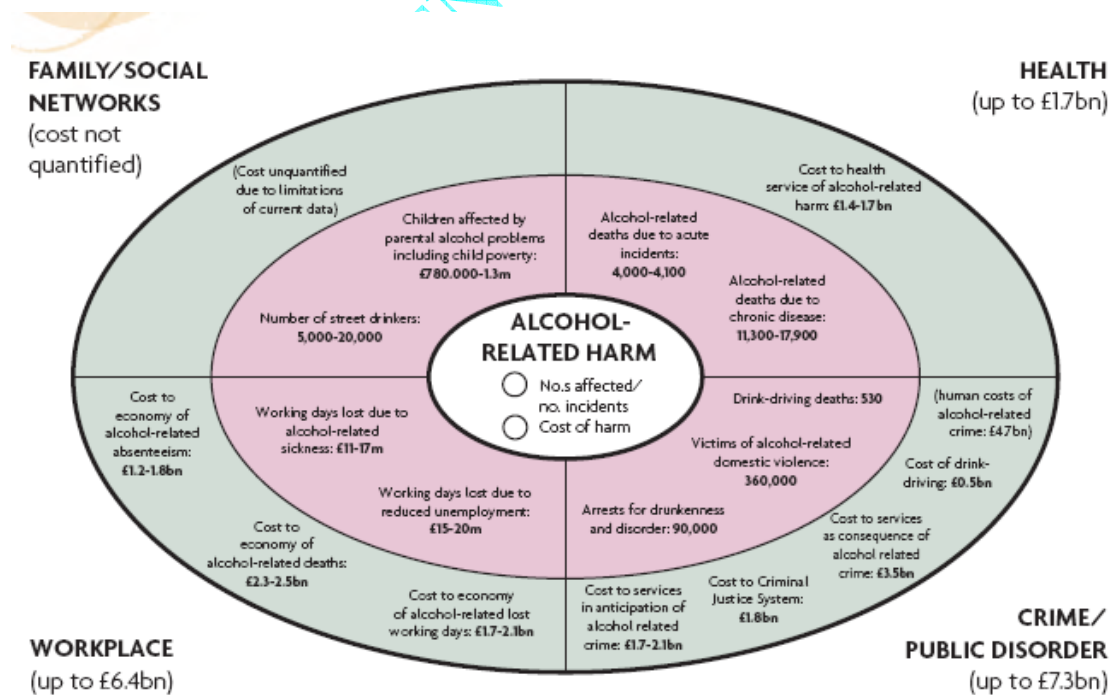 FAMILY/SOCIAL
NETWORKS
(cost not
quantified)
HEALTH
(up to £1.7bn)
(Cost unquantified
due to limitations
of current data)
Cost to health
service of alcohol-related
harm: £1.4-1.7bn
Children affected by
parental alcohol problems
including child poverty:
£780.000-1.3m
Number of street drinkers:
5,000-20,000
Alcohol-related
deaths due to acute
incidents:
4,000-4,100
Alcohol-related
deaths due to
chronic disease:
11,300-17,900
ALCOHOL-
RELATED HARM
No.s affected/
no. incidents
Cost of harm
Cost to
economy of
alcohol-related
absenteeism:
£1.2-1.8bn
Working days lost due to
alcohol-related
sickness: £11-17m
Working days lost due to
reduced unemployment:
£15-20m
Cost to
economy of
alcohol-related deaths:
£2.3-2.5bn
Cost to economy
of alcohol-related lost
working days: £1.7-2.1bn
Drink-driving deaths: 530
Victims of alcohol-related
domestic violence:
360,000
Arrests for drunkenness
and disorder: 90,000
(human costs of
alcohol-related
crime: £47bn)
Cost of drink-
driving: £0.5bn
Cost to services
as consequence of
alcohol related
crime: £3.5bn
Cost to Criminal
Justice System:
£1.8bn
Cost to services
in anticipation of
alcohol related
crime: £1.7-2.1bn
WORKPLACE
(up to £6.4bn)
CRIME/
PUBLIC DISORDER
(up to £7.3bn)